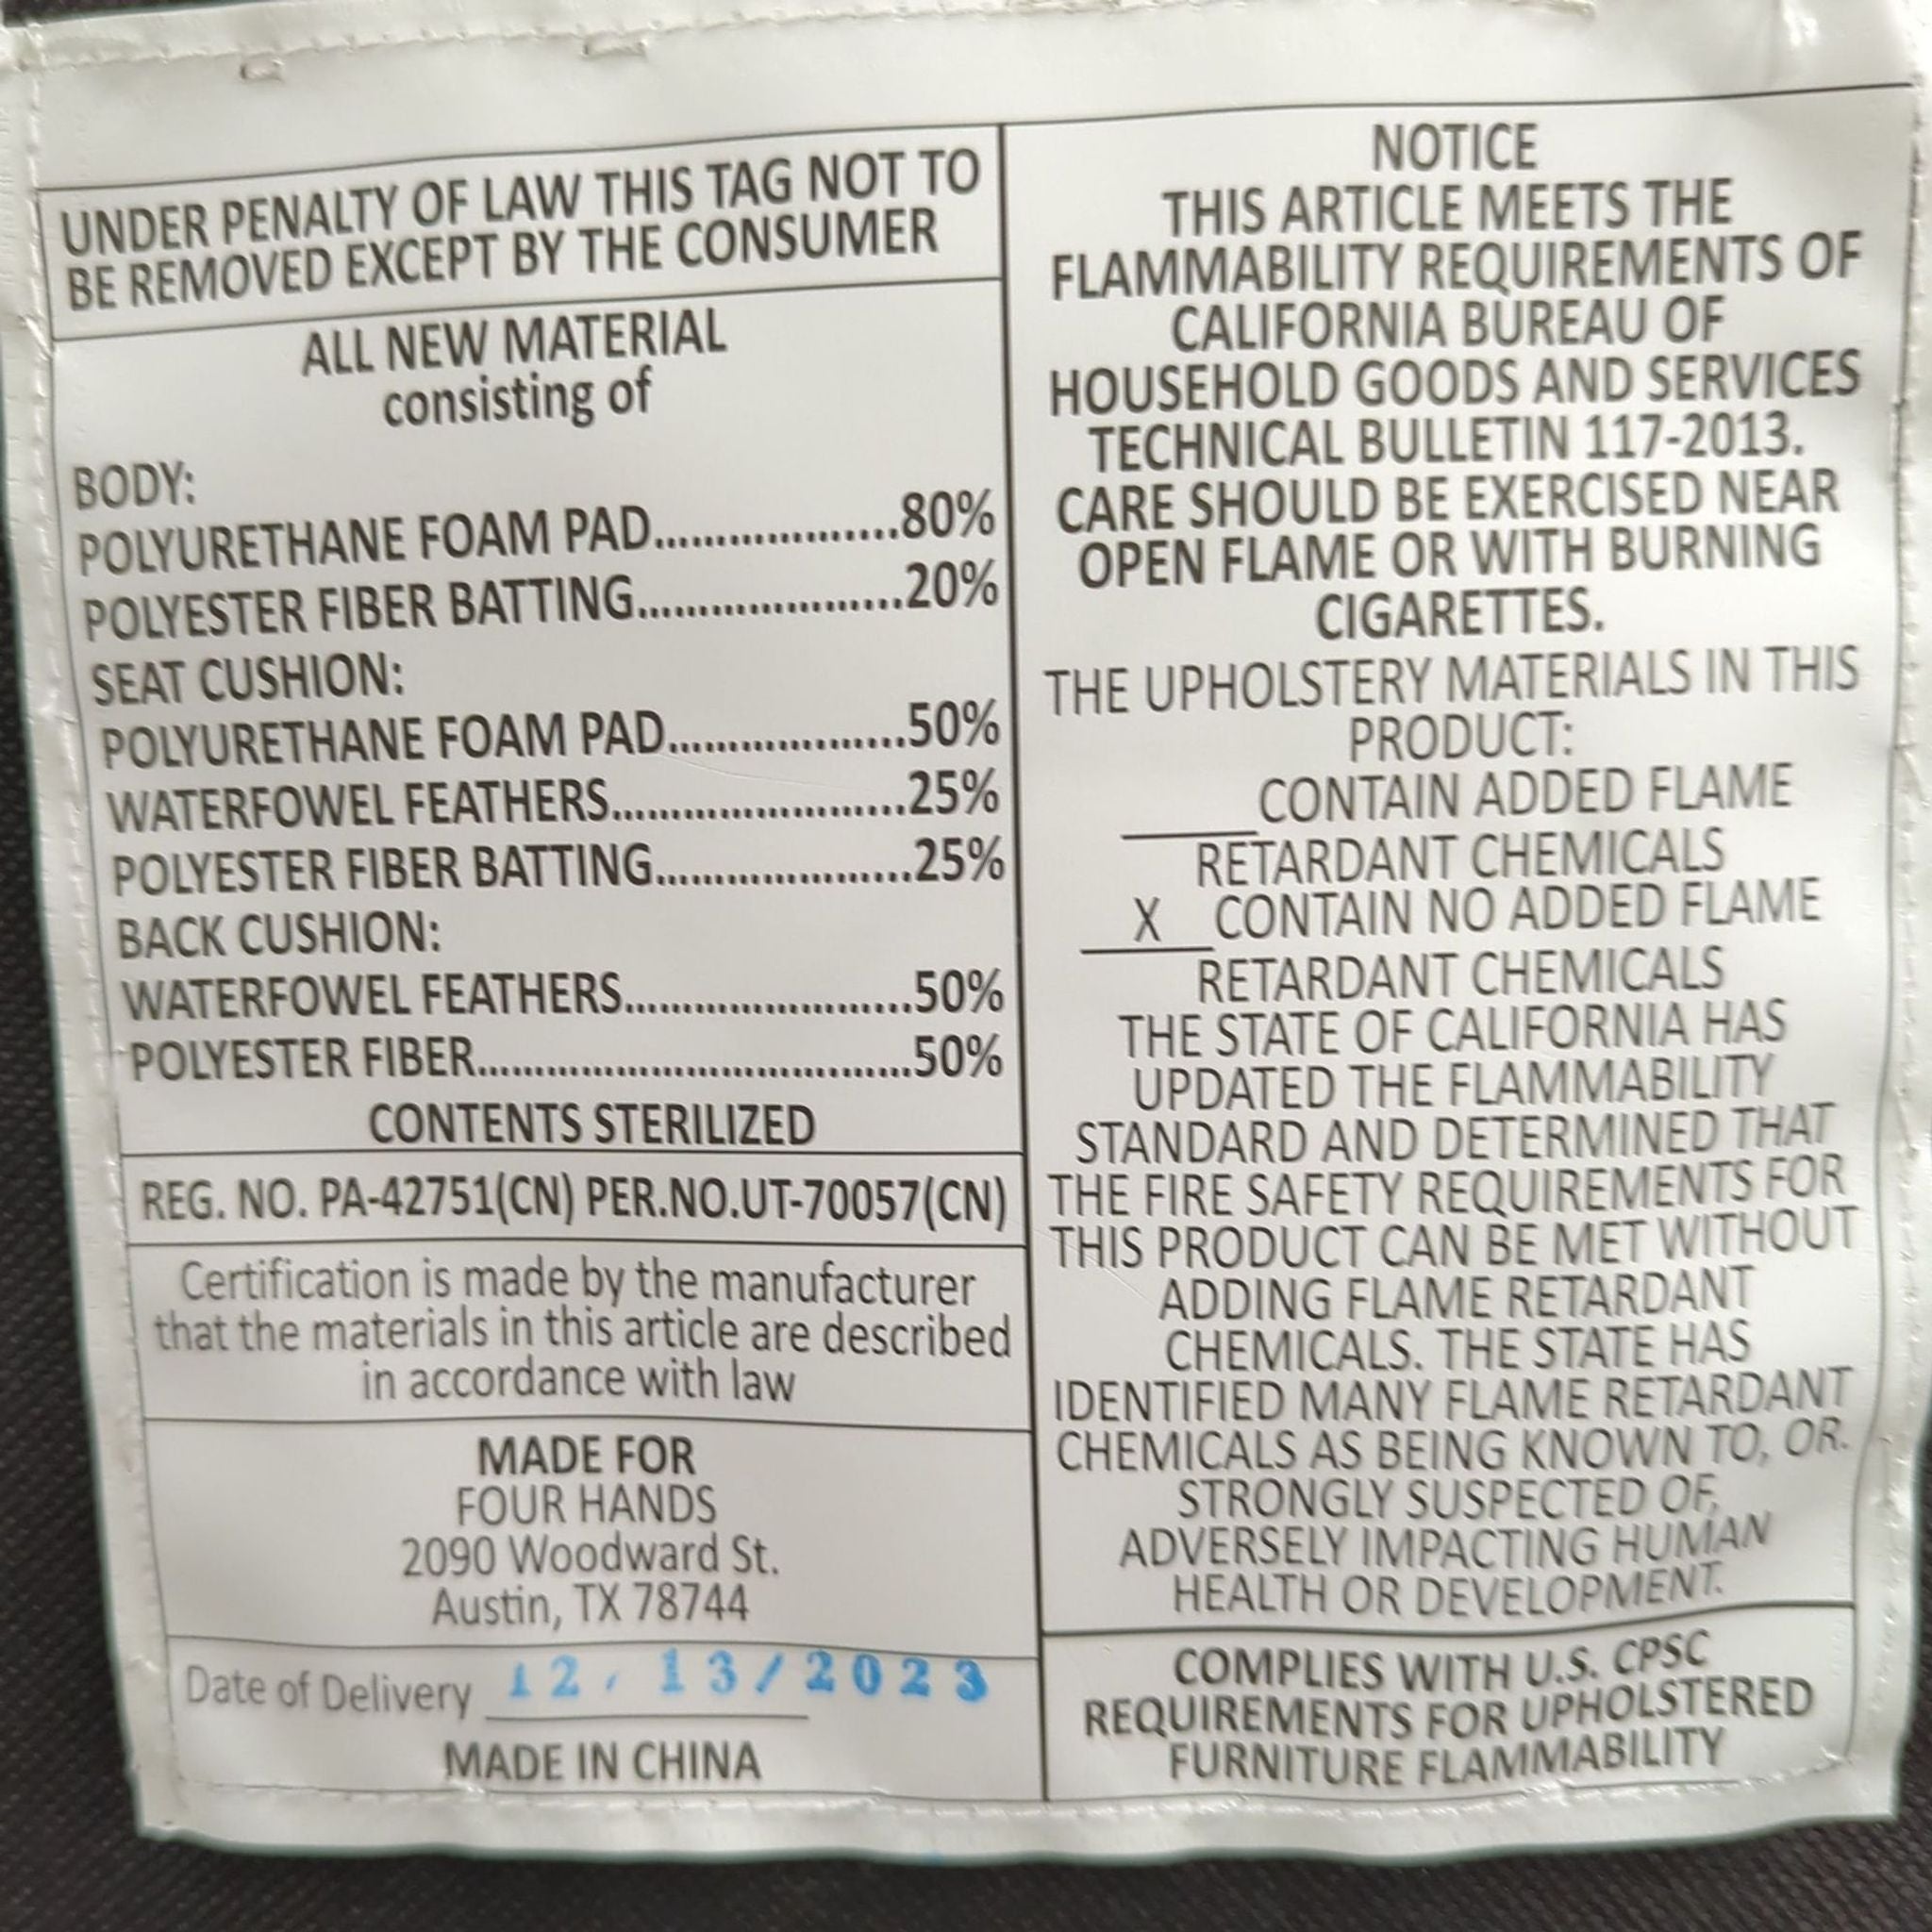 UNDER PENALTY OF LAW THIS TAG NOT TO
BE REMOVED EXCEPT BY THE CONSUMER
ALL NEW MATERIAL
consisting of
BODY:
POLYURETHANE FOAM PAD...................80%
POLYESTER FIBER BATTING.....................20%
SEAT CUSHION:
POLYURETHANE FOAM PAD...................50%
WATERFOWEL FEATHERS.......................25%
POLYESTER FIBER BATTING.....................25%
BACK CUSHION:
WATERFOWEL FEATHERS.......................50%
POLYESTER FIBER...................................50%
CONTENTS STERILIZED
REG. NO. PA-42751(CN) PER.NO.UT-70057(CN)
Certification is made by the manufacturer
that the materials in this article are described
in accordance with law
MADE FOR
FOUR HANDS
2090 Woodward St.
Austin, TX 78744
Date of Delivery 12/13/2023
MADE IN CHINA
NOTICE
THIS ARTICLE MEETS THE
FLAMMABILITY REQUIREMENTS OF
CALIFORNIA BUREAU OF
HOUSEHOLD GOODS AND SERVICES
TECHNICAL BULLETIN 117-2013.
CARE SHOULD BE EXERCISED NEAR
OPEN FLAME OR WITH BURNING
CIGARETTES.
THE UPHOLSTERY MATERIALS IN THIS
PRODUCT:
______CONTAIN ADDED FLAME
RETARDANT CHEMICALS
__X__CONTAIN NO ADDED FLAME
RETARDANT CHEMICALS
THE STATE OF CALIFORNIA HAS
UPDATED THE FLAMMABILITY
STANDARD AND DETERMINED THAT
THE FIRE SAFETY REQUIREMENTS FOR
THIS PRODUCT CAN BE MET WITHOUT
ADDING FLAME RETARDANT
CHEMICALS. THE STATE HAS
IDENTIFIED MANY FLAME RETARDANT
CHEMICALS AS BEING KNOWN TO, OR.
STRONGLY SUSPECTED OF,
ADVERSELY IMPACTING HUMAN
HEALTH OR DEVELOPMENT.
COMPLIES WITH U.S. CPSC
REQUIREMENTS FOR UPHOLSTERED
FURNITURE FLAMMABILITY